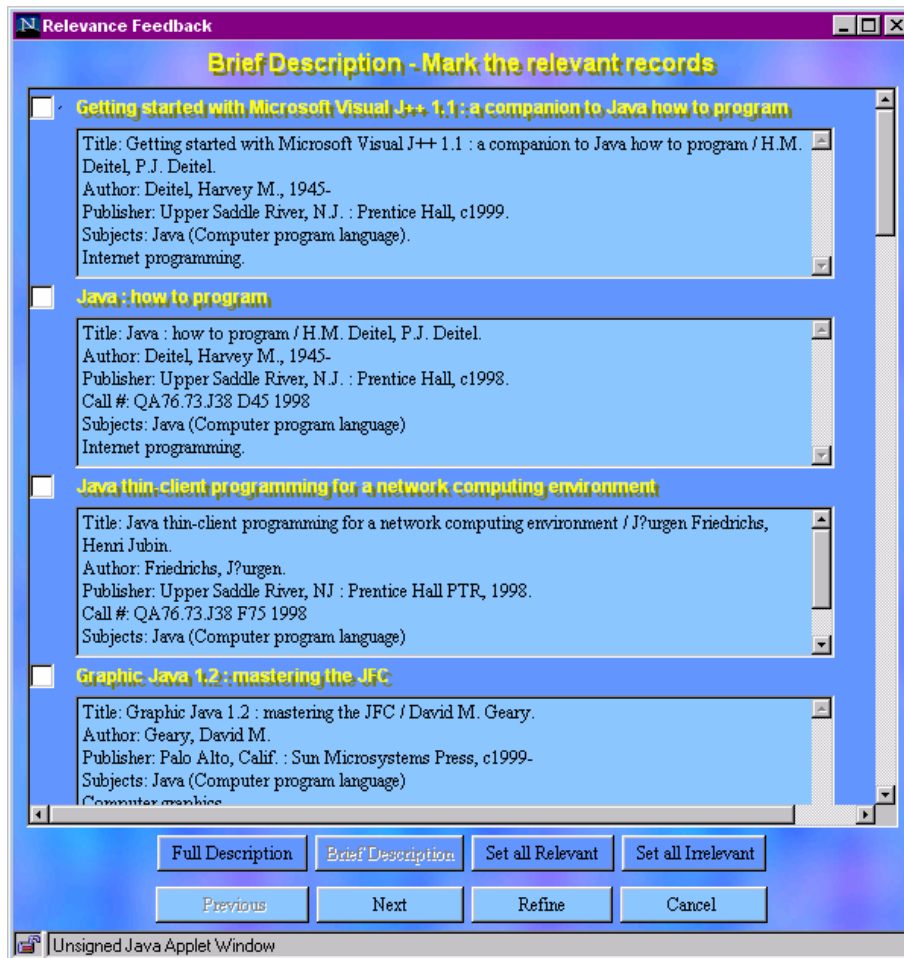 Relevance Feedback
Brief Description - Mark the relevant records
Getting started with Microsoft Visual J++ 1.1 : a companion to Java how to program
Title: Getting started with Microsoft Visual J++ 1.1 : a companion to Java how to program / H.M.
Deitel, P.J. Deitel.
Author: Deitel, Harvey M., 1945-
Publisher: Upper Saddle River, N.J. : Prentice Hall, c1999.
Subjects: Java (Computer program language).
Internet programming.
Java : how to program
Title: Java : how to program / H.M. Deitel, P.J. Deitel.
Author: Deitel, Harvey M., 1945-
Publisher: Upper Saddle River, N.J. : Prentice Hall, c1998.
Call #: QA76.73.J38 D45 1998
Subjects: Java (Computer program language)
Internet programming.
Java thin-client programming for a network computing environment
Title: Java thin-client programming for a network computing environment / J?urgen Friedrichs,
Henri Jubin.
Author: Friedrichs, J?urgen.
Publisher: Upper Saddle River, NJ : Prentice Hall PTR, 1998.
Call #: QA76.73.J38 F75 1998
Subjects: Java (Computer program language)
Graphic Java 1.2 : mastering the JFC
Title: Graphic Java 1.2 : mastering the JFC / David M. Geary.
Author: Geary, David M.
Publisher: Palo Alto, Calif. : Sun Microsystems Press, c1999-
Subjects: Java (Computer program language)
Computer graphics
Full Description Brief Description Set all Relevant Set all Irrelevant
Previous Next Refine Cancel
Unsigned Java Applet Window